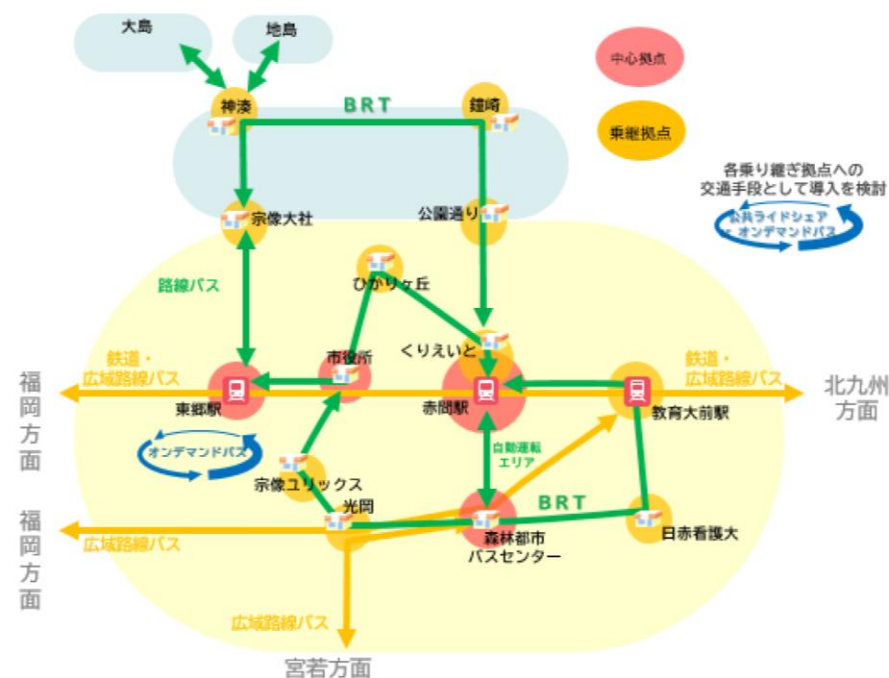 大島
地島
中心拠点
神湊
BRT
鐘崎
乗継拠点
各乗り継ぎ拠点への
交通手段として導入を検討
公共ライドシェア
・オンデマンドバス
宗像大社
公園通り
路線バス
ひかりヶ丘
くりえいと
市役所
鉄道・
広域路線バス
鉄道・
広域路線バス
福岡方面
東郷駅
赤間駅
教育大前駅
北九州
方面
オンデマンドバス
自動運転
エリア
宗像ユリックス
光岡
BRT
福岡方面
広域路線バス
森林都市
バスセンター
日赤看護大
広域路線バス
宮若方面